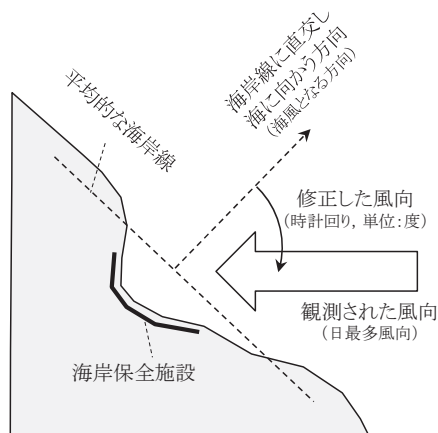 平均的な海岸線
海岸線に直交し
海に向かう方向
(海風となる方向)
修正した風向
(時計回り, 単位:度)
観測された風向
(日最多風向)
海岸保全施設